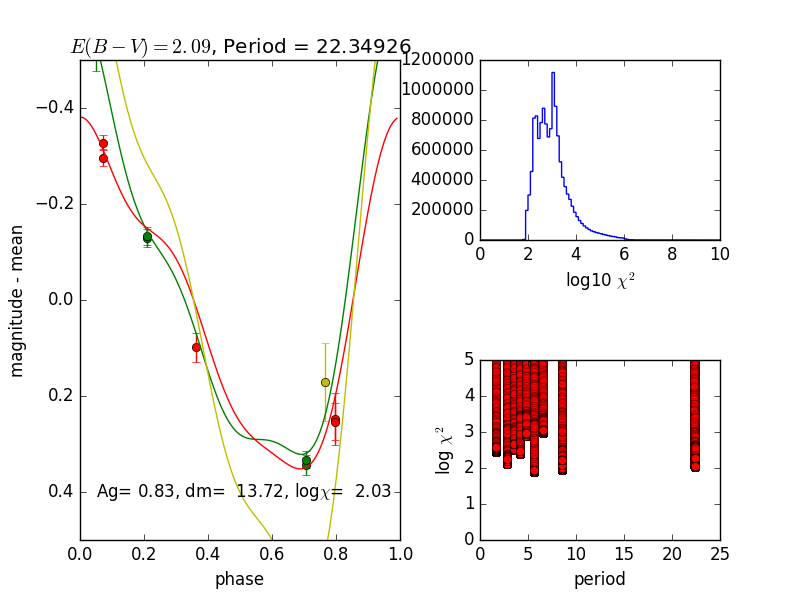 E(B−V)=2.09, Period = 22.34926
−0.4
−0.2
0.0
0.2
0.4
magnitude - mean
Ag= 0.83, dm= 13.72, logχ= 2.03
0.0 0.2 0.4 0.6 0.8 1.0
phase
1200000
1000000
800000
600000
400000
200000
0
0 2 4 6 8 10
log10 χ²
5
4
3
2
1
0
log χ²
0 5 10 15 20 25
period